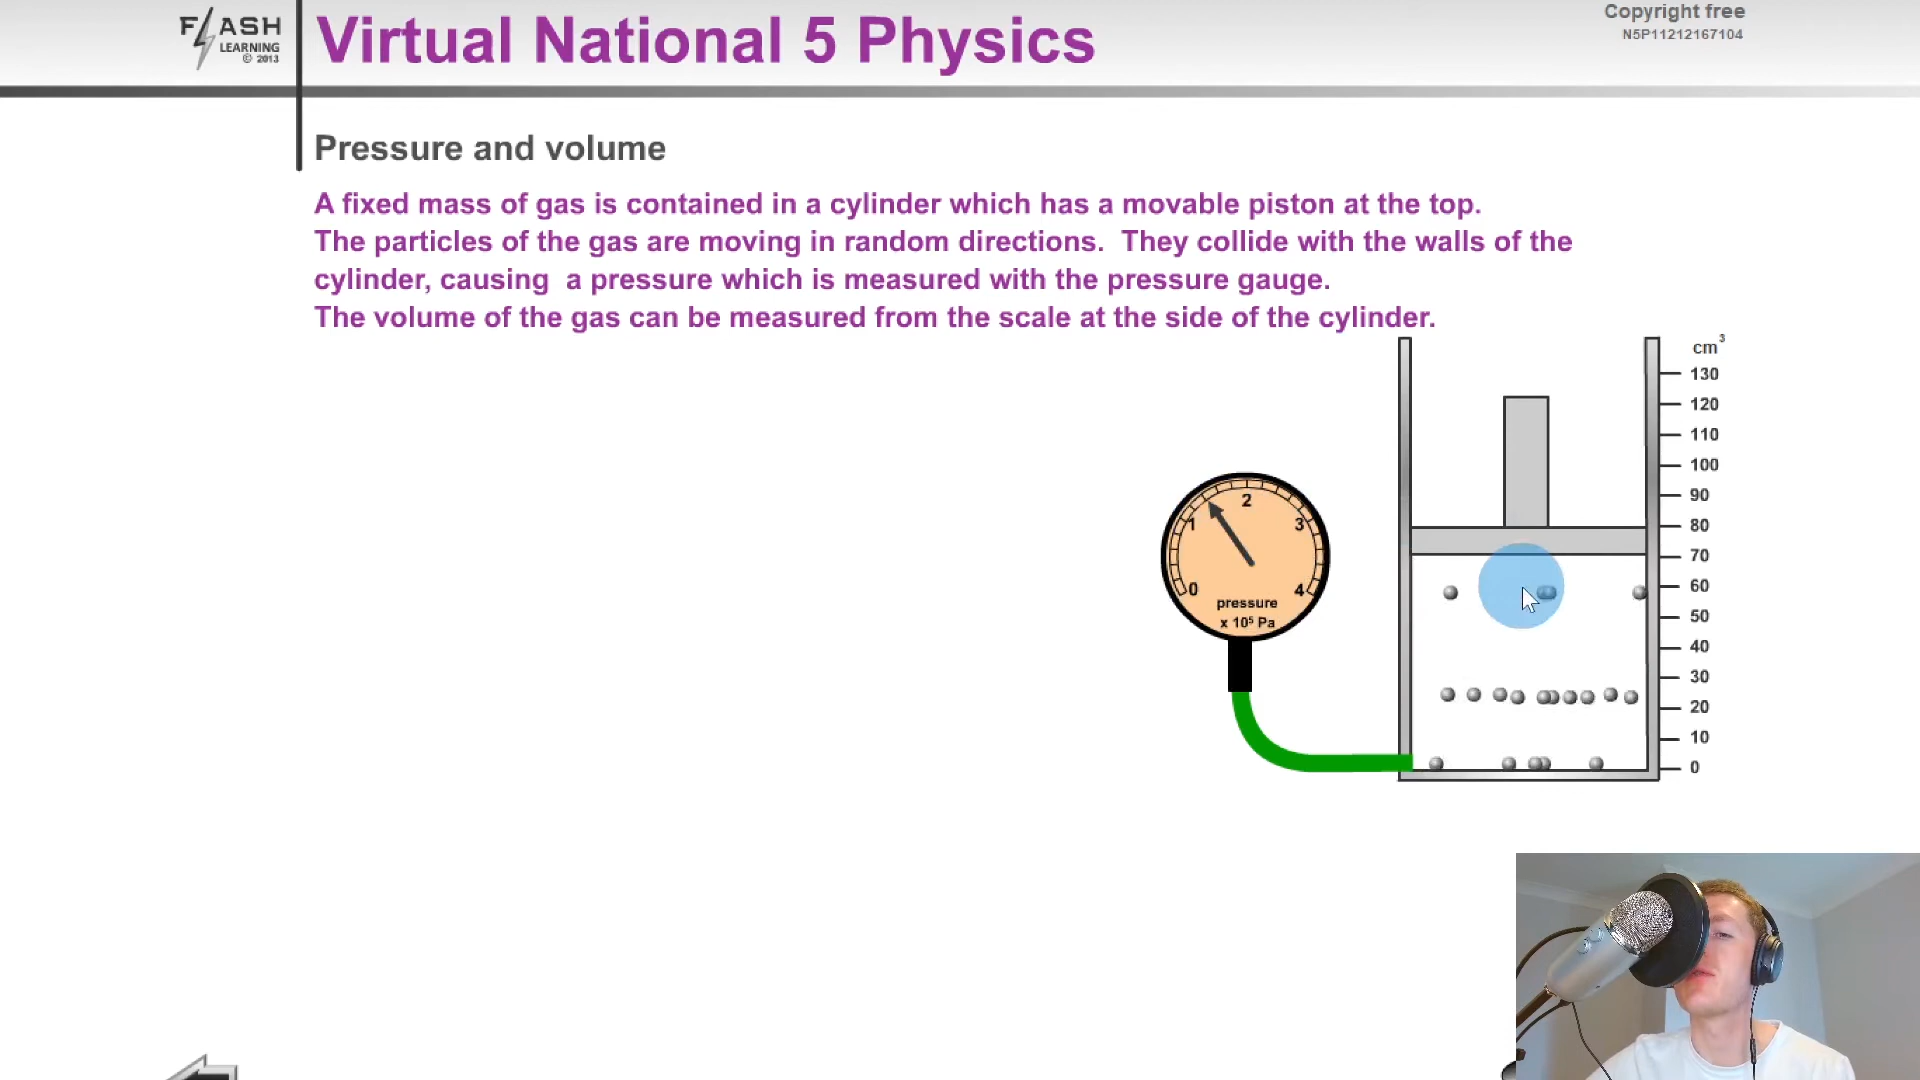 FLASH
LEARNING
© 2013
Virtual National 5 Physics
Copyright free
N5P11212167104
Pressure and volume
A fixed mass of gas is contained in a cylinder which has a movable piston at the top.
The particles of the gas are moving in random directions.  They collide with the walls of the
cylinder, causing  a pressure which is measured with the pressure gauge.
The volume of the gas can be measured from the scale at the side of the cylinder.
cm³
130
120
110
100
90
80
70
60
50
40
30
20
10
0
0
1
2
3
4
pressure
x 10⁵ Pa